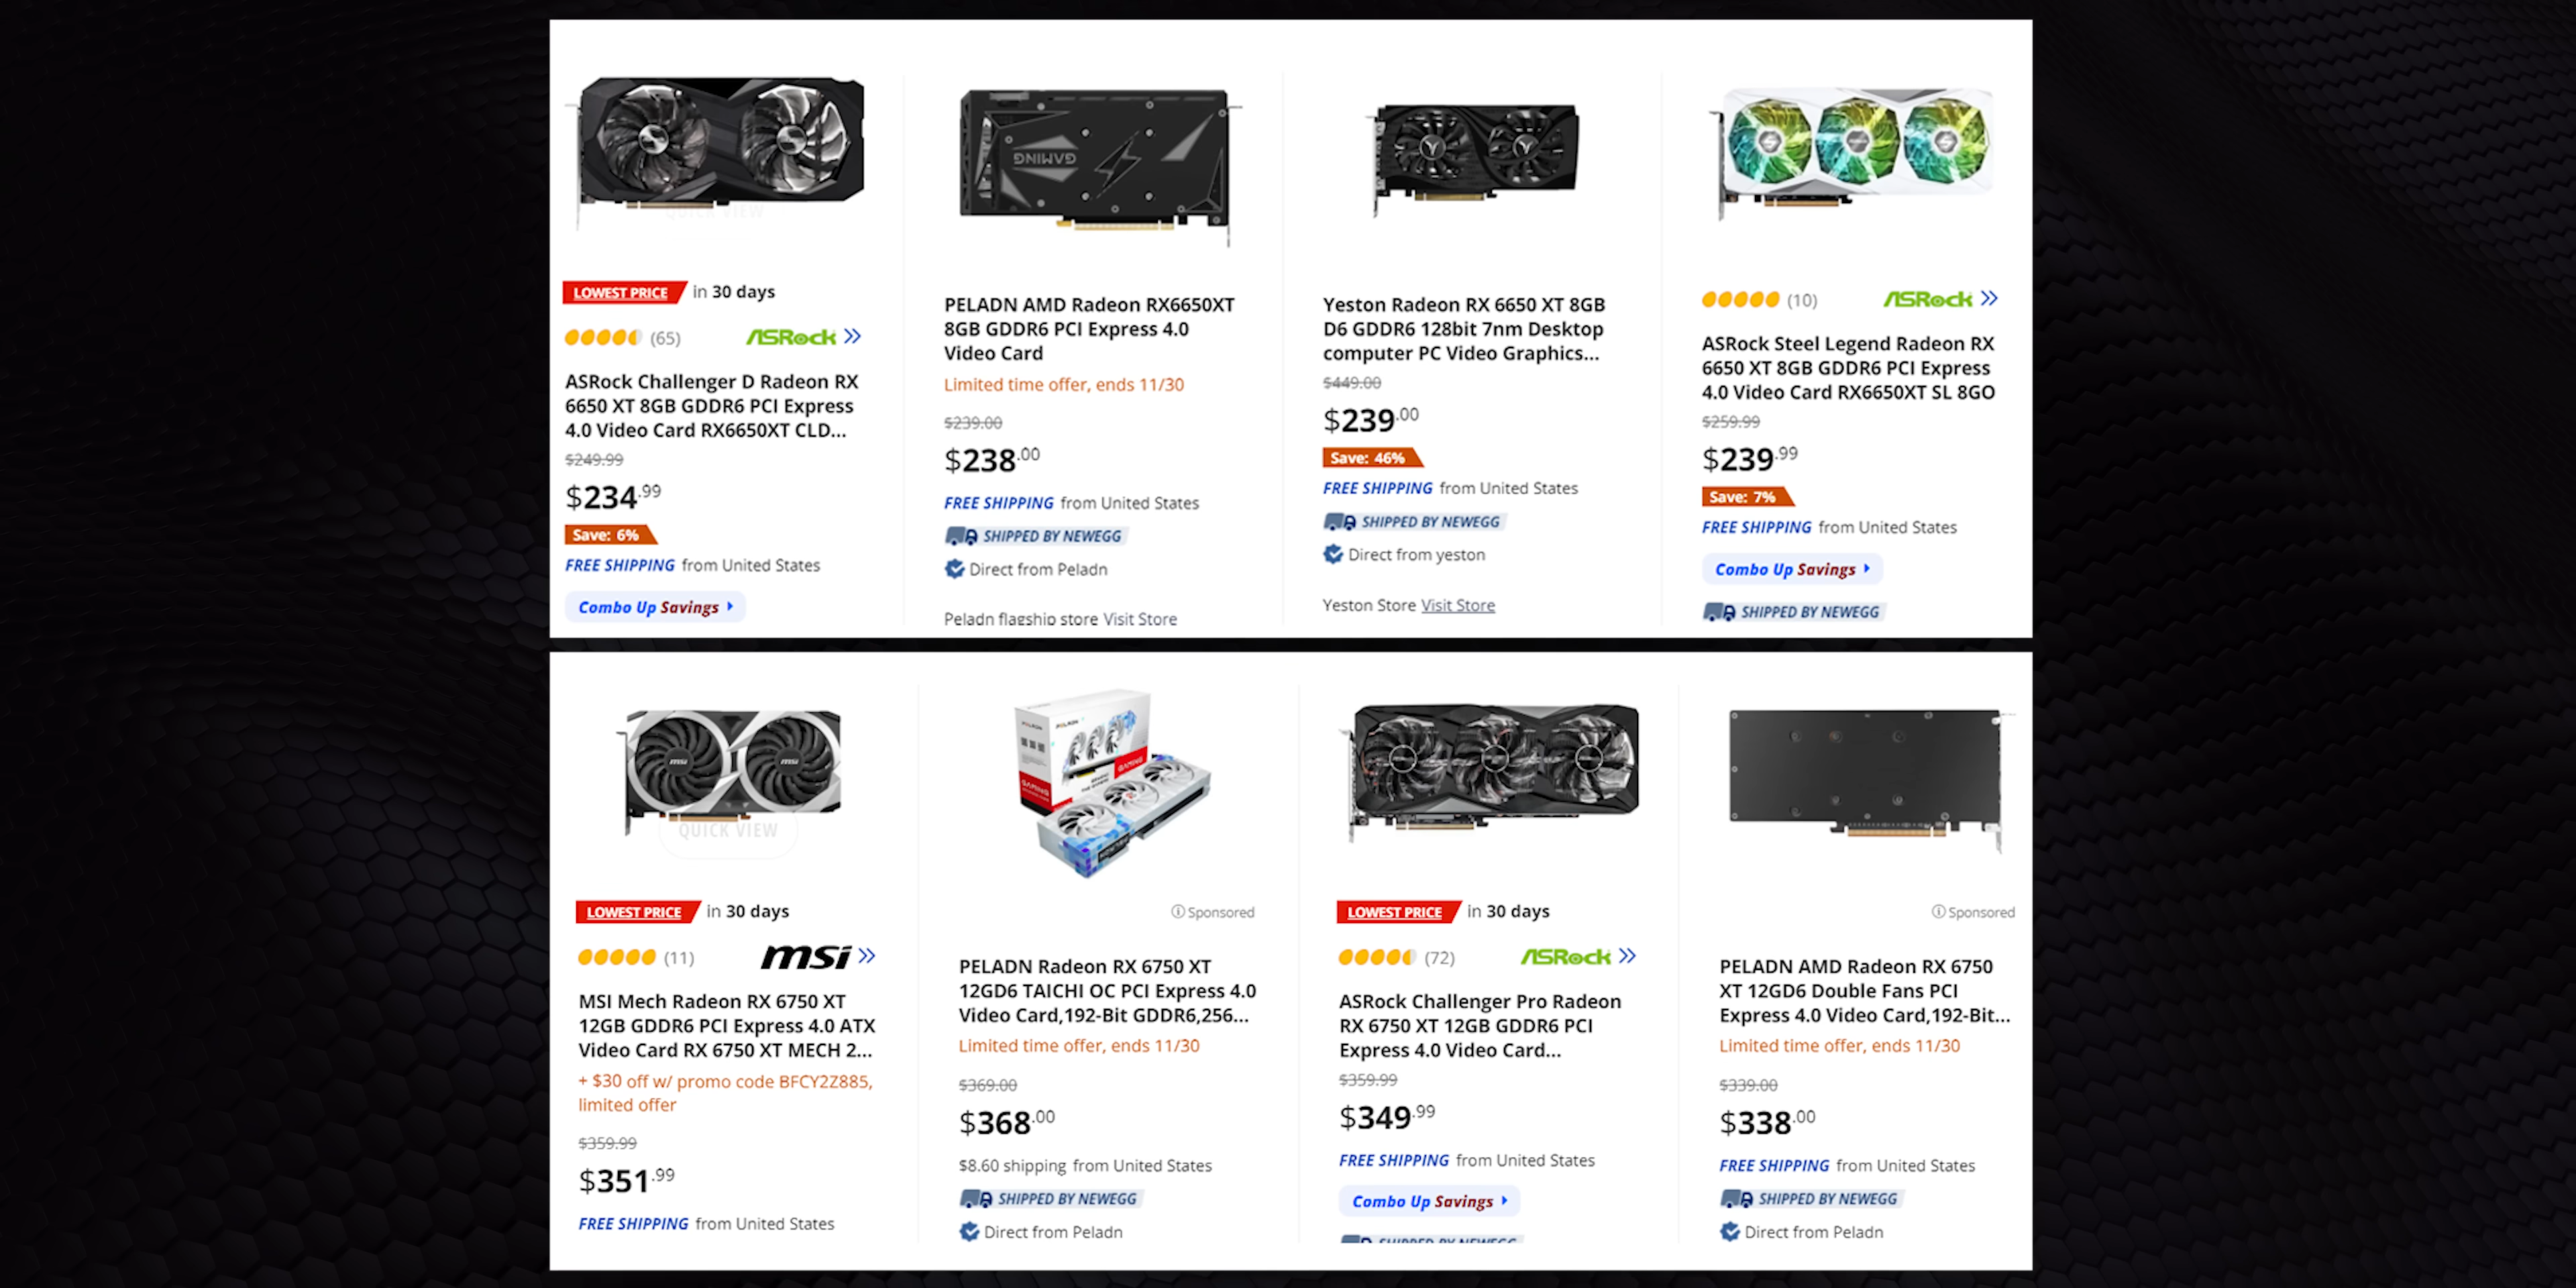 QUICK VIEW
LOWEST PRICE in 30 days
(65) ASRock
ASRock Challenger D Radeon RX
6650 XT 8GB GDDR6 PCI Express
4.0 Video Card RX6650XT CLD...
$249.99
$234.99
Save: 6%
FREE SHIPPING from United States
Combo Up Savings
GAMING
PELADN AMD Radeon RX6650XT
8GB GDDR6 PCI Express 4.0
Video Card
Limited time offer, ends 11/30
$239.00
$238.00
FREE SHIPPING from United States
SHIPPED BY NEWEGG
Direct from Peladn
Peladn flagship store Visit Store
Yeston Radeon RX 6650 XT 8GB
D6 GDDR6 128bit 7nm Desktop
computer PC Video Graphics...
$449.00
$239.00
Save: 46%
FREE SHIPPING from United States
SHIPPED BY NEWEGG
Direct from yeston
Yeston Store Visit Store
(10) ASRock
ASRock Steel Legend Radeon RX
6650 XT 8GB GDDR6 PCI Express
4.0 Video Card RX6650XT SL 8GO
$259.99
$239.99
Save: 7%
FREE SHIPPING from United States
Combo Up Savings
SHIPPED BY NEWEGG
msi msi
QUICK VIEW
LOWEST PRICE in 30 days
(11) msi
MSI Mech Radeon RX 6750 XT
12GB GDDR6 PCI Express 4.0 ATX
Video Card RX 6750 XT MECH 2...
+ $30 off w/ promo code BFCY2Z885,
limited offer
$359.99
$351.99
FREE SHIPPING from United States
GAMING
GAMING
Sponsored
PELADN Radeon RX 6750 XT
12GD6 TAICHI OC PCI Express 4.0
Video Card,192-Bit GDDR6,256...
Limited time offer, ends 11/30
$369.00
$368.00
$8.60 shipping from United States
SHIPPED BY NEWEGG
Direct from Peladn
LOWEST PRICE in 30 days
(72) ASRock
ASRock Challenger Pro Radeon
RX 6750 XT 12GB GDDR6 PCI
Express 4.0 Video Card...
$359.99
$349.99
FREE SHIPPING from United States
Combo Up Savings
SHIPPED BY NEWEGG
Sponsored
PELADN AMD Radeon RX 6750
XT 12GD6 Double Fans PCI
Express 4.0 Video Card,192-Bit...
Limited time offer, ends 11/30
$339.00
$338.00
FREE SHIPPING from United States
SHIPPED BY NEWEGG
Direct from Peladn